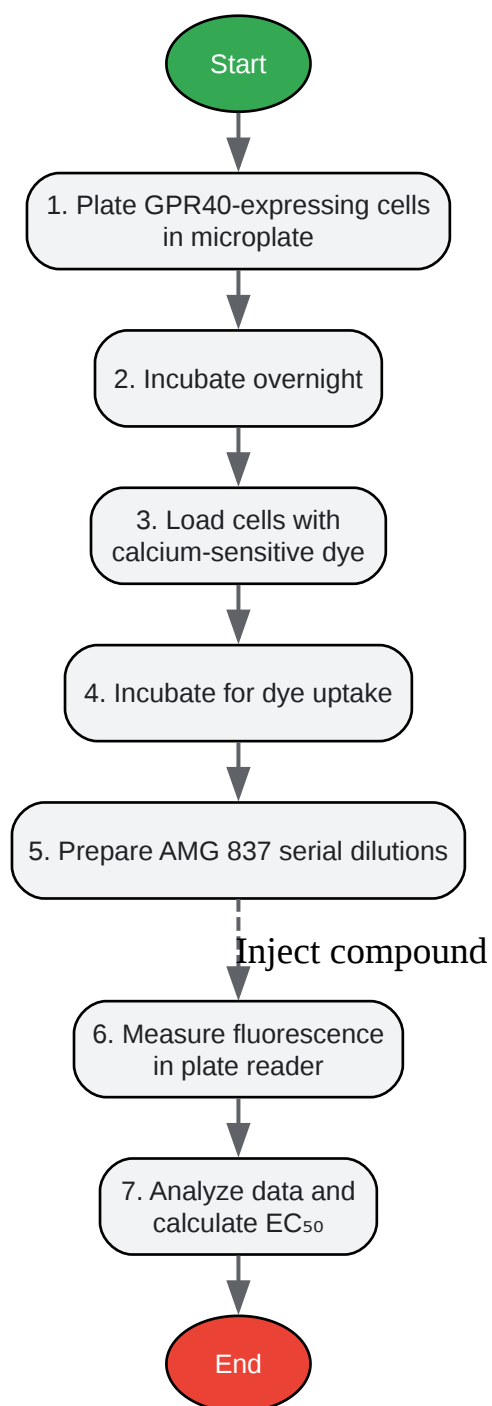 Start
1. Plate GPR40-expressing cells
in microplate
2. Incubate overnight
3. Load cells with
calcium-sensitive dye
4. Incubate for dye uptake
5. Prepare AMG 837 serial dilutions
Inject compound
6. Measure fluorescence
in plate reader
7. Analyze data and
calculate EC₅₀
End